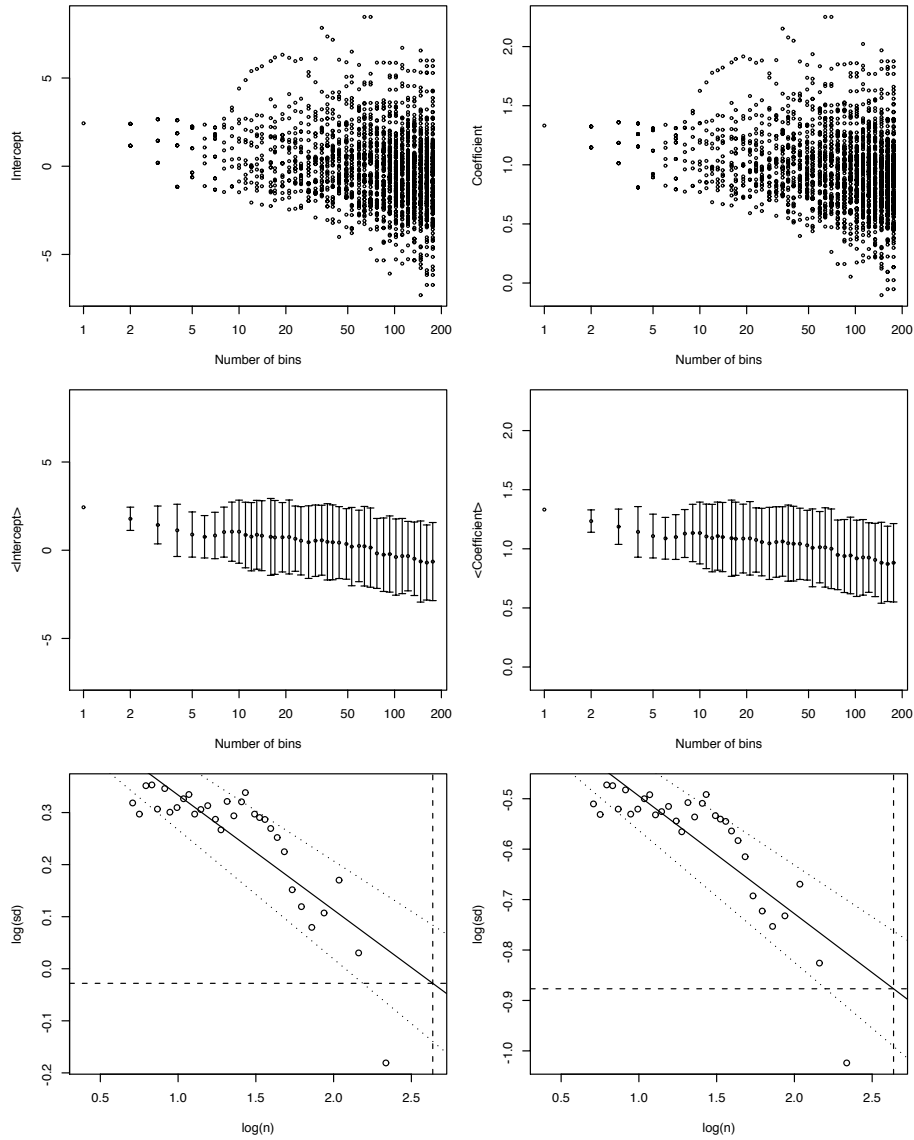 Intercept
5
0
-5
1 2 5 10 20 50 100 200
Number of bins
Coefficient
2.0
1.5
1.0
0.5
0.0
1 2 5 10 20 50 100 200
Number of bins
<Intercept>
5
0
-5
1 2 5 10 20 50 100 200
Number of bins
<Coefficient>
2.0
1.5
1.0
0.5
0.0
1 2 5 10 20 50 100 200
Number of bins
log(sd)
0.3
0.2
0.1
0.0
-0.1
-0.2
0.5 1.0 1.5 2.0 2.5
log(n)
log(sd)
-0.5
-0.6
-0.7
-0.8
-0.9
-1.0
0.5 1.0 1.5 2.0 2.5
log(n)